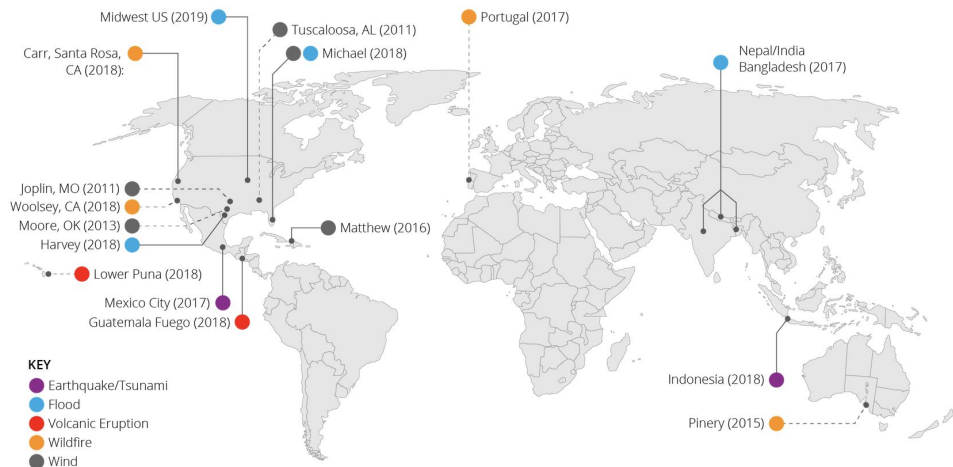 Midwest US (2019)
Portugal (2017)
Tuscaloosa, AL (2011)
Carr, Santa Rosa,
CA (2018):
Michael (2018)
Nepal/India
Bangladesh (2017)
Joplin, MO (2011)
Woolsey, CA (2018)
Moore, OK (2013)
Matthew (2016)
Harvey (2018)
Lower Puna (2018)
Mexico City (2017)
Guatemala Fuego (2018)
KEY
Earthquake/Tsunami
Flood
Volcanic Eruption
Wildfire
Wind
Indonesia (2018)
Pinery (2015)